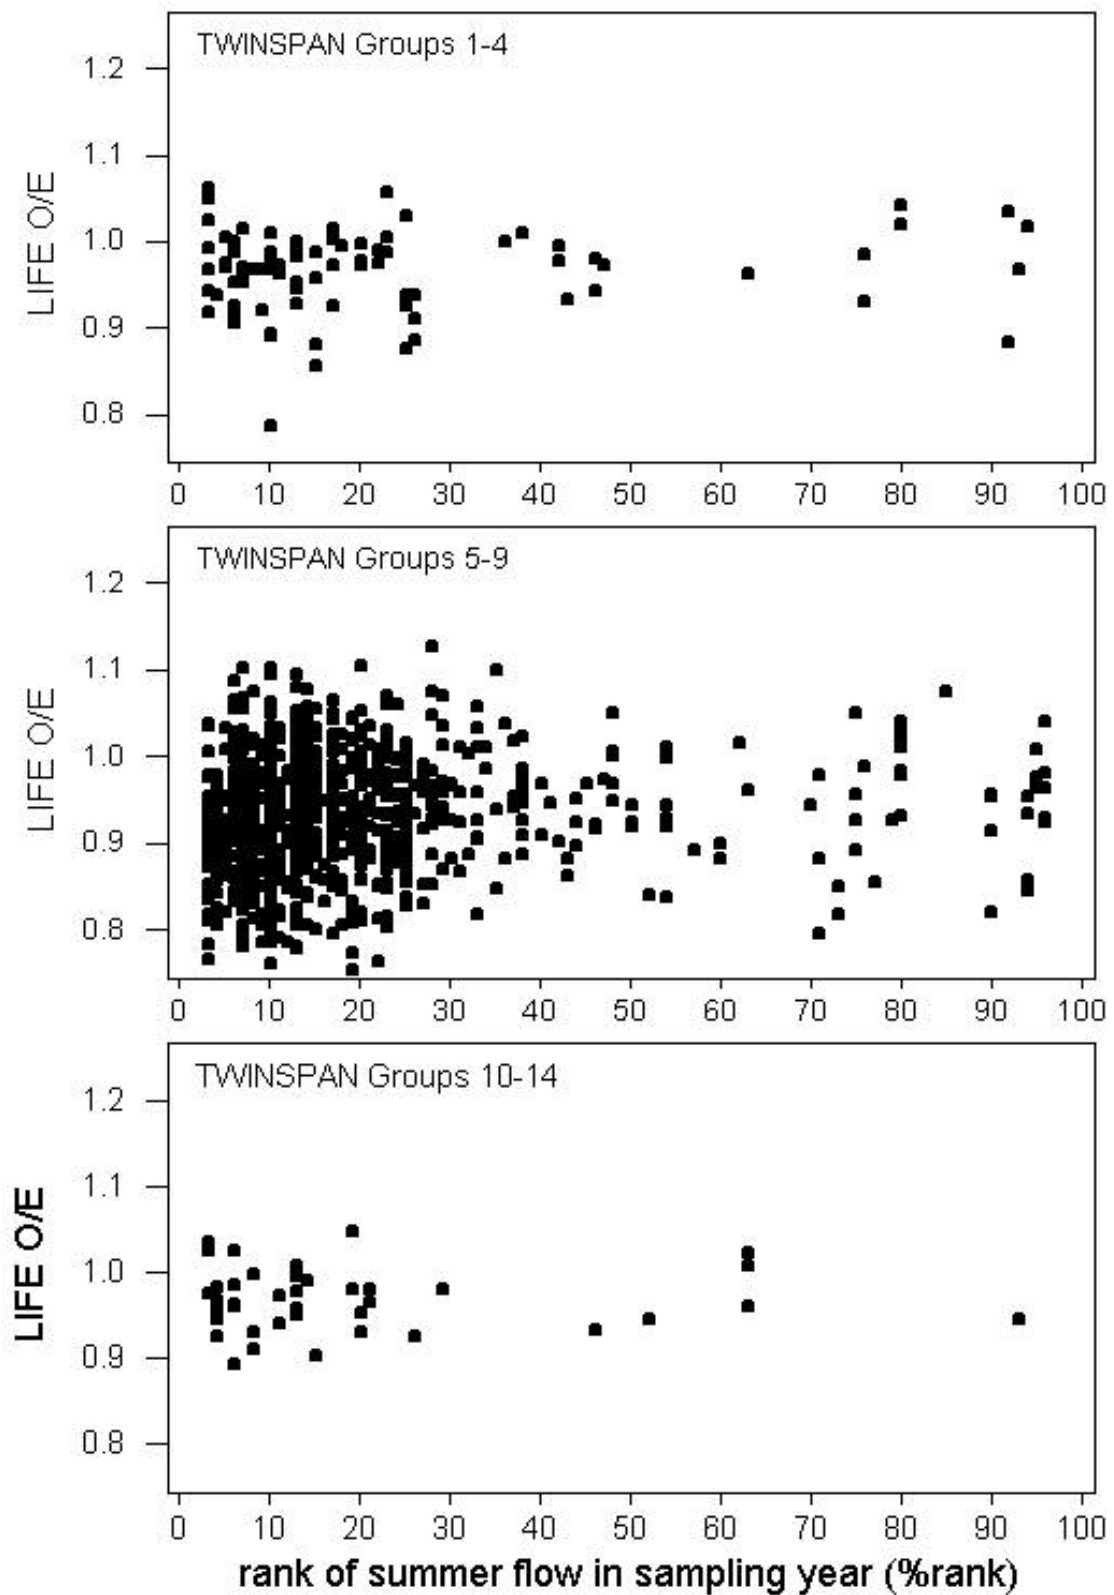 TWINSPAN Groups 1-4
1.2
1.1
1.0
0.9
0.8
LIFE O/E
0 10 20 30 40 50 60 70 80 90 100
TWINSPAN Groups 5-9
1.2
1.1
1.0
0.9
0.8
LIFE O/E
0 10 20 30 40 50 60 70 80 90 100
TWINSPAN Groups 10-14
1.2
1.1
1.0
0.9
0.8
LIFE O/E
0 10 20 30 40 50 60 70 80 90 100
rank of summer flow in sampling year (%rank)